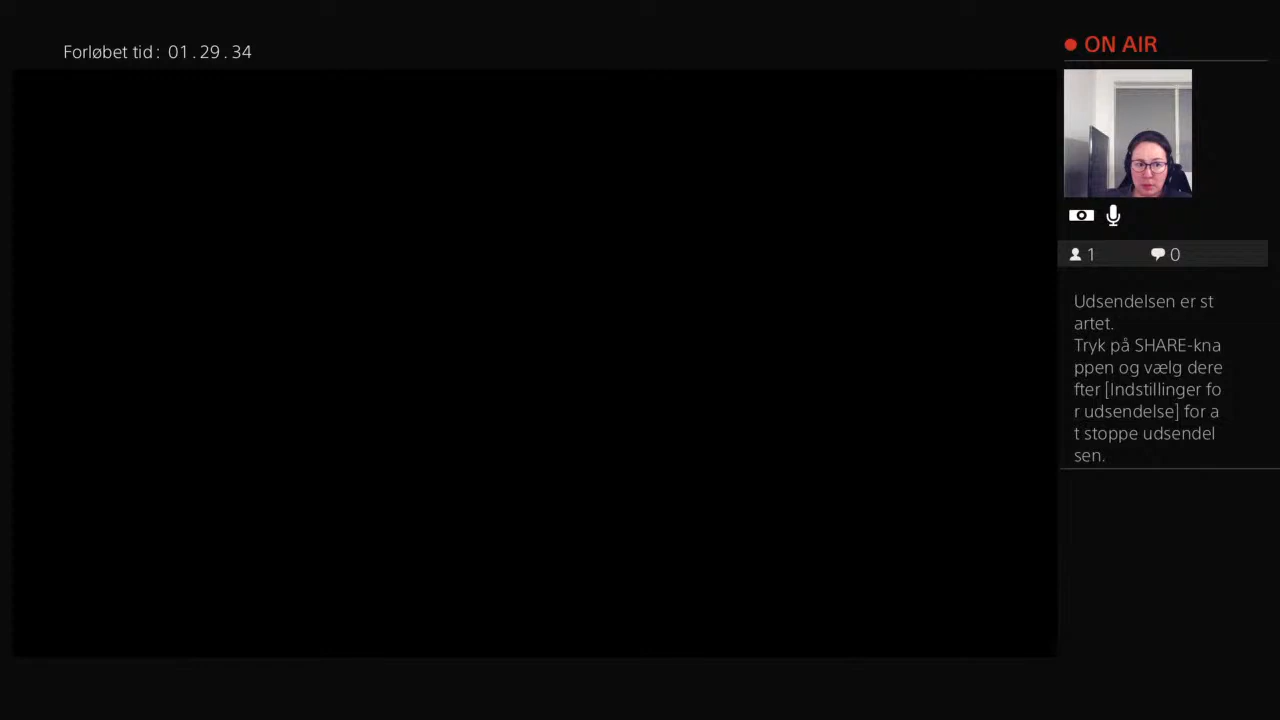 Forløbet tid: 01.29.34
ON AIR
1 0
Udsendelsen er st
artet.
Tryk på SHARE-kna
ppen og vælg dere
fter [Indstillinger fo
r udsendelse] for a
t stoppe udsendel
sen.